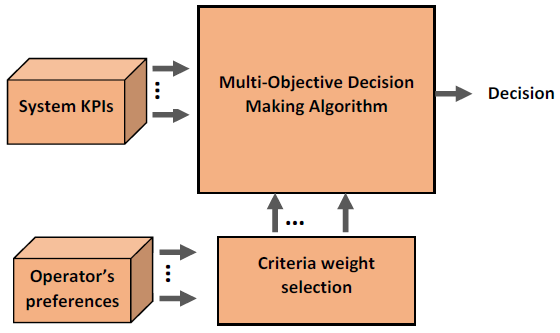 Multi-Objective Decision
Making Algorithm
System KPIs
Decision
Operator’s
preferences
Criteria weight
selection